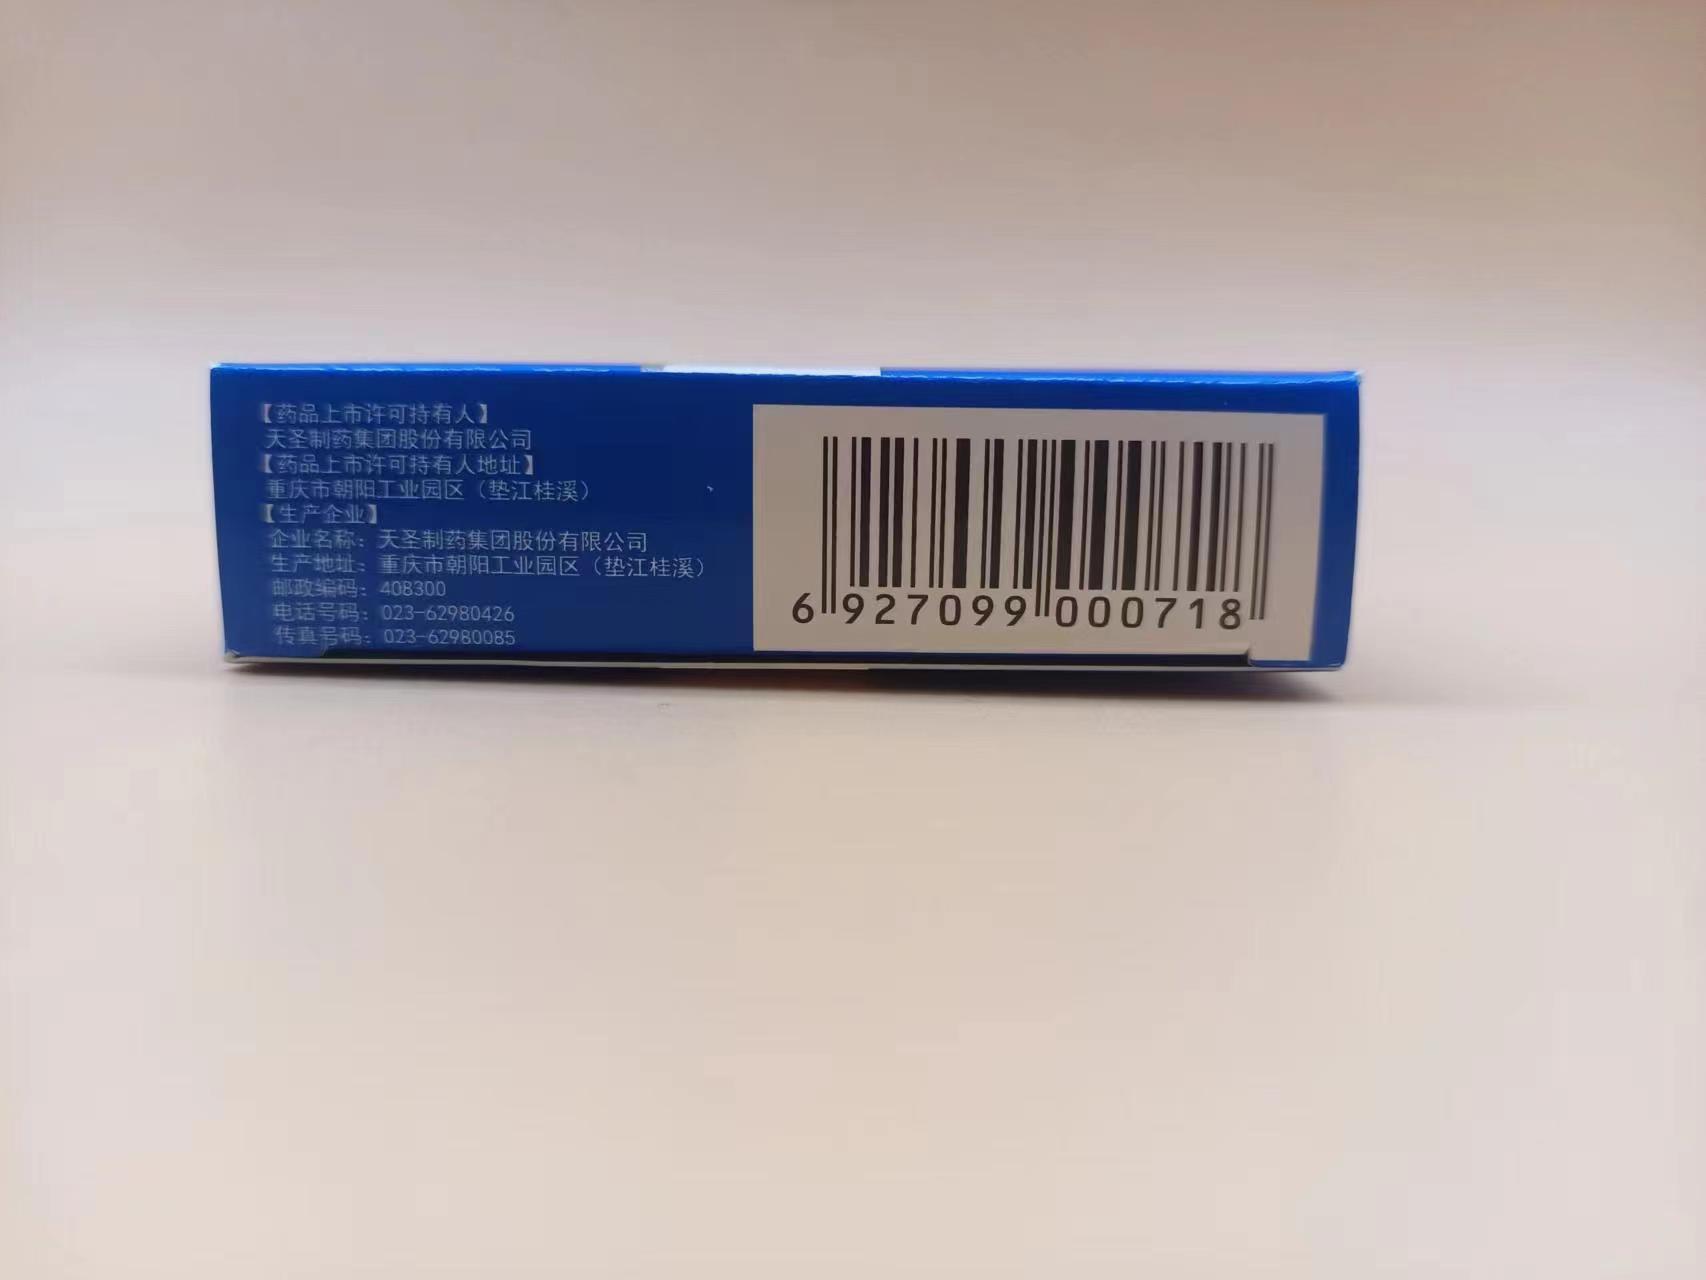 【药品上市许可持有人】
天圣制药集团股份有限公司
【药品上市许可持有人地址】
重庆市朝阳工业园区（垫江桂溪）
【生产企业】
企业名称：天圣制药集团股份有限公司
生产地址：重庆市朝阳工业园区（垫江桂溪）
邮政编码：408300
电话号码：023-62980426
传真号码：023-62980085
6 927099 000718